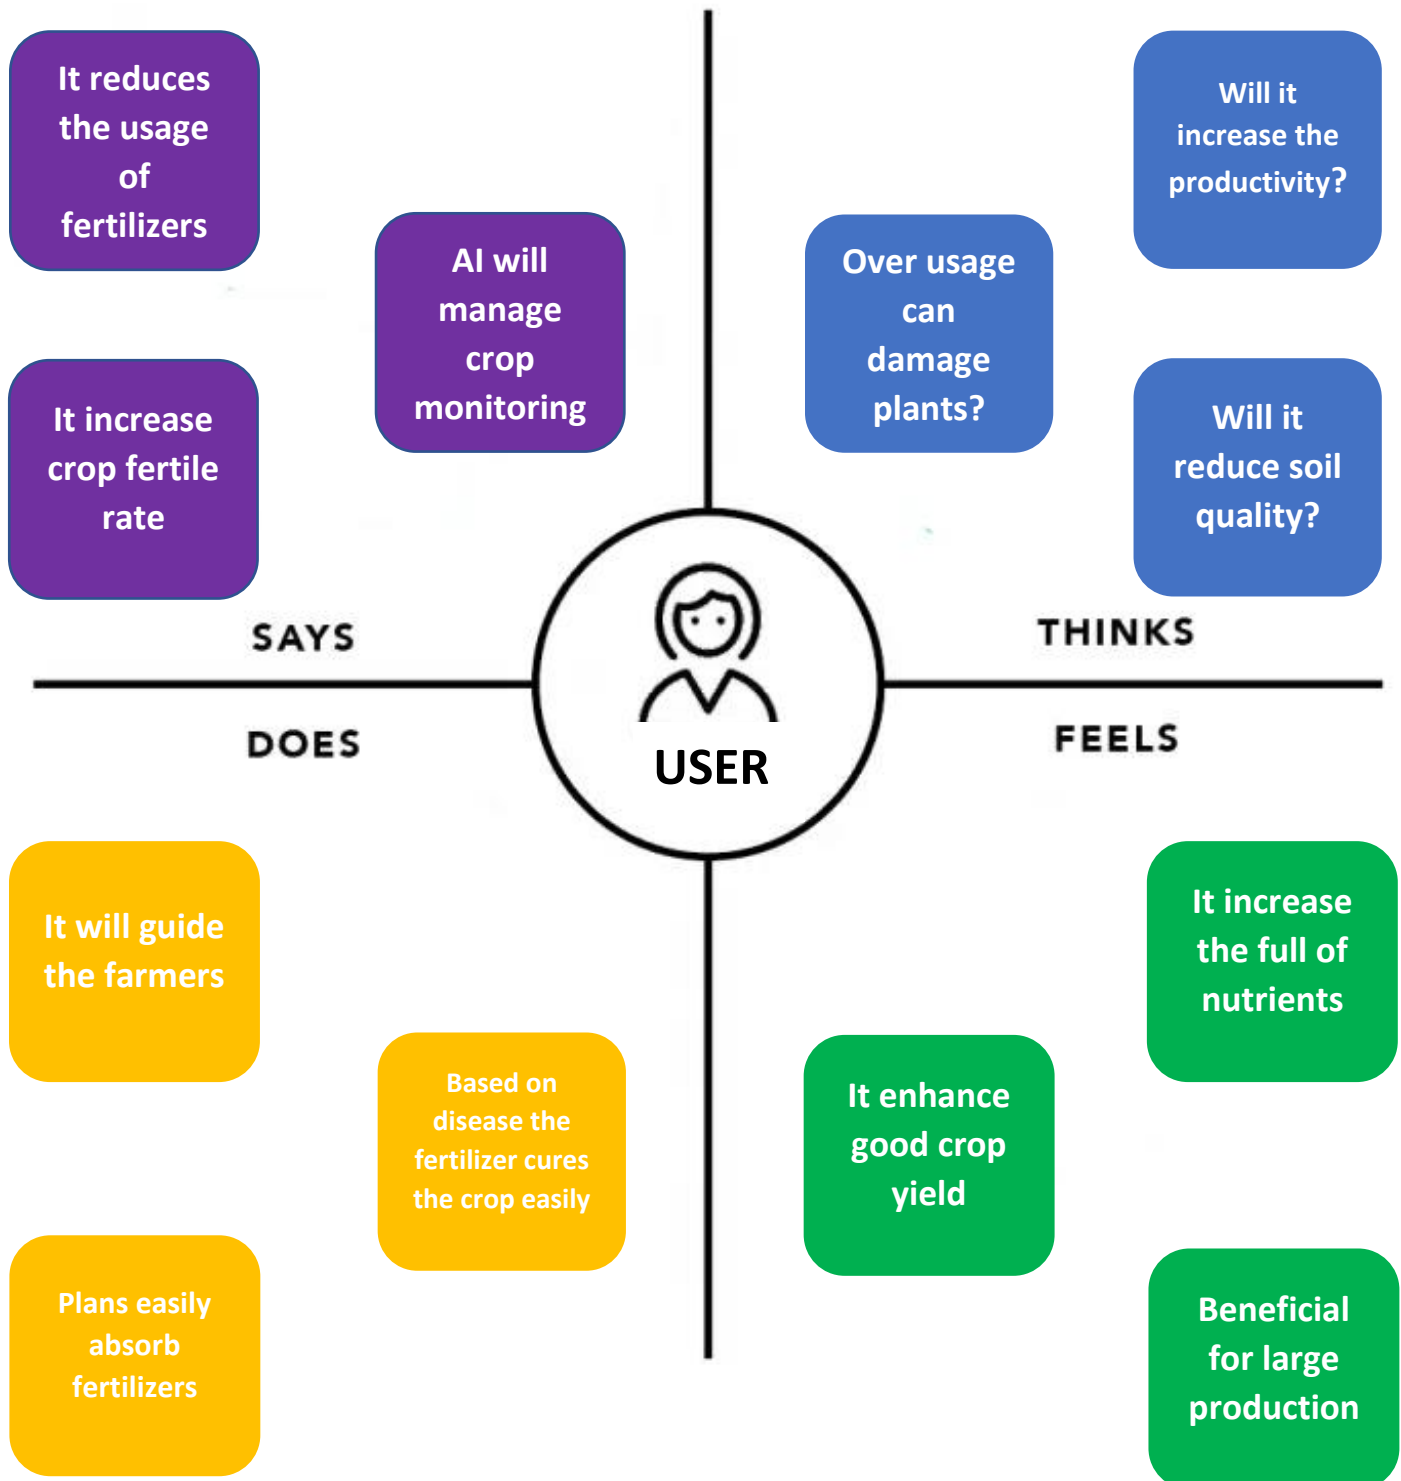 It reduces
the usage
of
fertilizers
AI will
manage
crop
monitoring
It increase
crop fertile
rate
SAYS
Will it
increase the
productivity?
Over usage
can
damage
plants?
Will it
reduce soil
quality?
THINKS
USER
DOES
It will guide
the farmers
Based on
disease the
fertilizer cures
the crop easily
Plans easily
absorb
fertilizers
FEELS
It increase
the full of
nutrients
It enhance
good crop
yield
Beneficial
for large
production